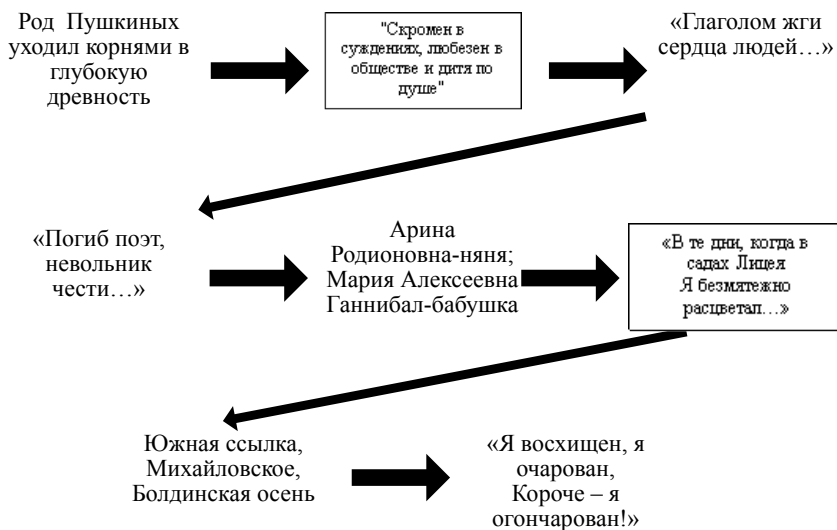 Род Пушкиных
уходил корнями в
глубокую
древность
"Скромен в
суждениях, любезен в
обществе и дитя по
душе"
«Глаголом жги
сердца людей…»
«Погиб поэт,
невольник
чести…»
Арина
Родионовна-няня;
Мария Алексеевна
Ганнибал-бабушка
«В те дни, когда в
садах Лицея
Я безмятежно
расцветал…»
Южная ссылка,
Михайловское,
Болдинская осень
«Я восхищен, я
очарован,
Короче – я
огончарован!»